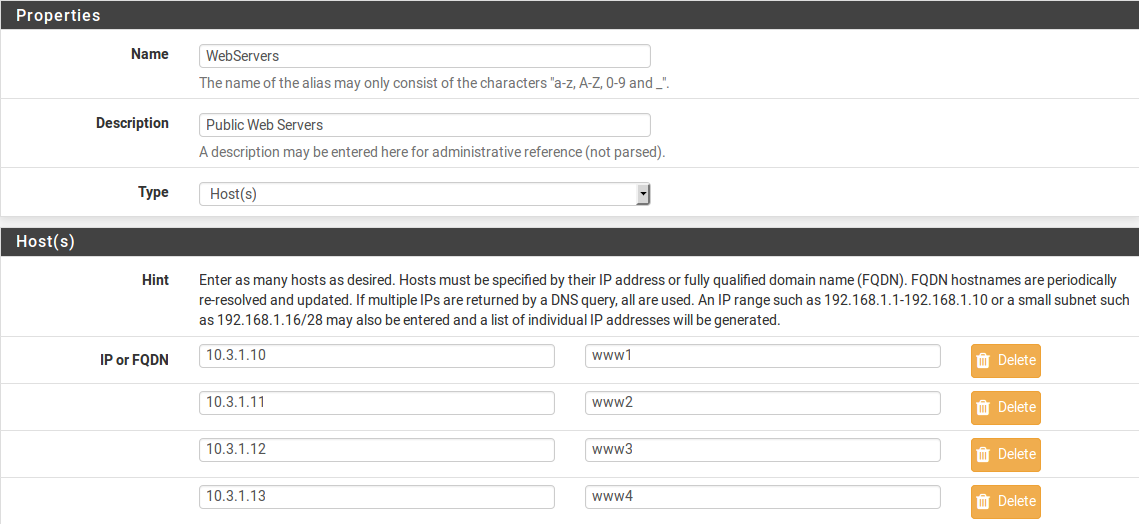 Properties
Name WebServers
The name of the alias may only consist of the characters "a-z, A-Z, 0-9 and _".
Description Public Web Servers
A description may be entered here for administrative reference (not parsed).
Type Host(s)
Host(s)
Hint Enter as many hosts as desired. Hosts must be specified by their IP address or fully qualified domain name (FQDN). FQDN hostnames are periodically
re-resolved and updated. If multiple IPs are returned by a DNS query, all are used. An IP range such as 192.168.1.1-192.168.1.10 or a small subnet such
as 192.168.1.16/28 may also be entered and a list of individual IP addresses will be generated.
IP or FQDN 10.3.1.10 www1 Delete
10.3.1.11 www2 Delete
10.3.1.12 www3 Delete
10.3.1.13 www4 Delete